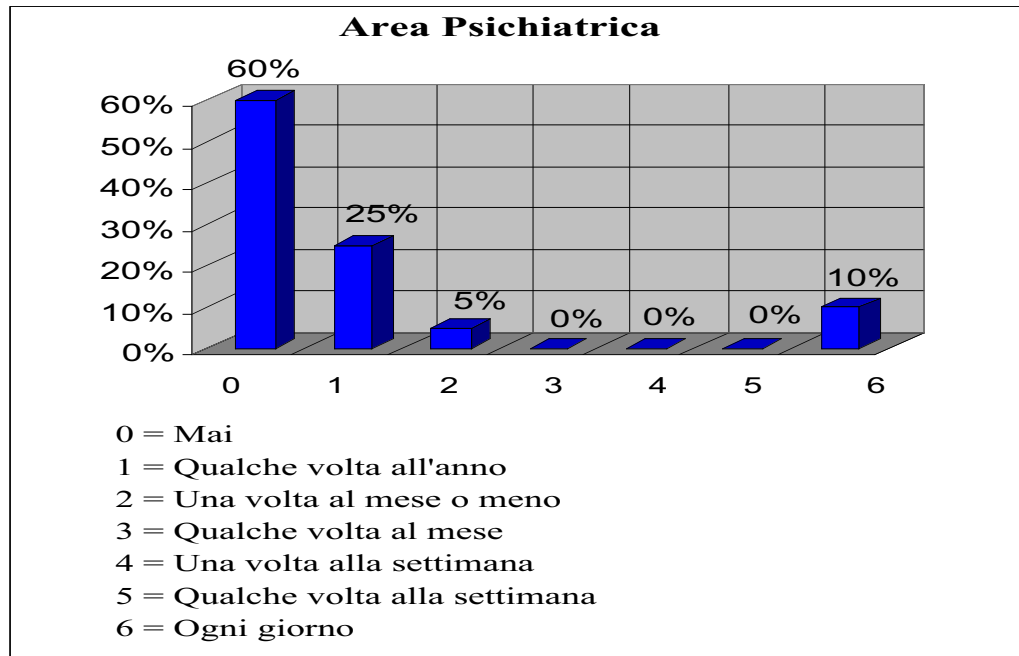 Area Psichiatrica
60%
25%
5%
0%
0%
0%
10%
60%
50%
40%
30%
20%
10%
0%
0 1 2 3 4 5 6
0 = Mai
1 = Qualche volta all'anno
2 = Una volta al mese o meno
3 = Qualche volta al mese
4 = Una volta alla settimana
5 = Qualche volta alla settimana
6 = Ogni giorno